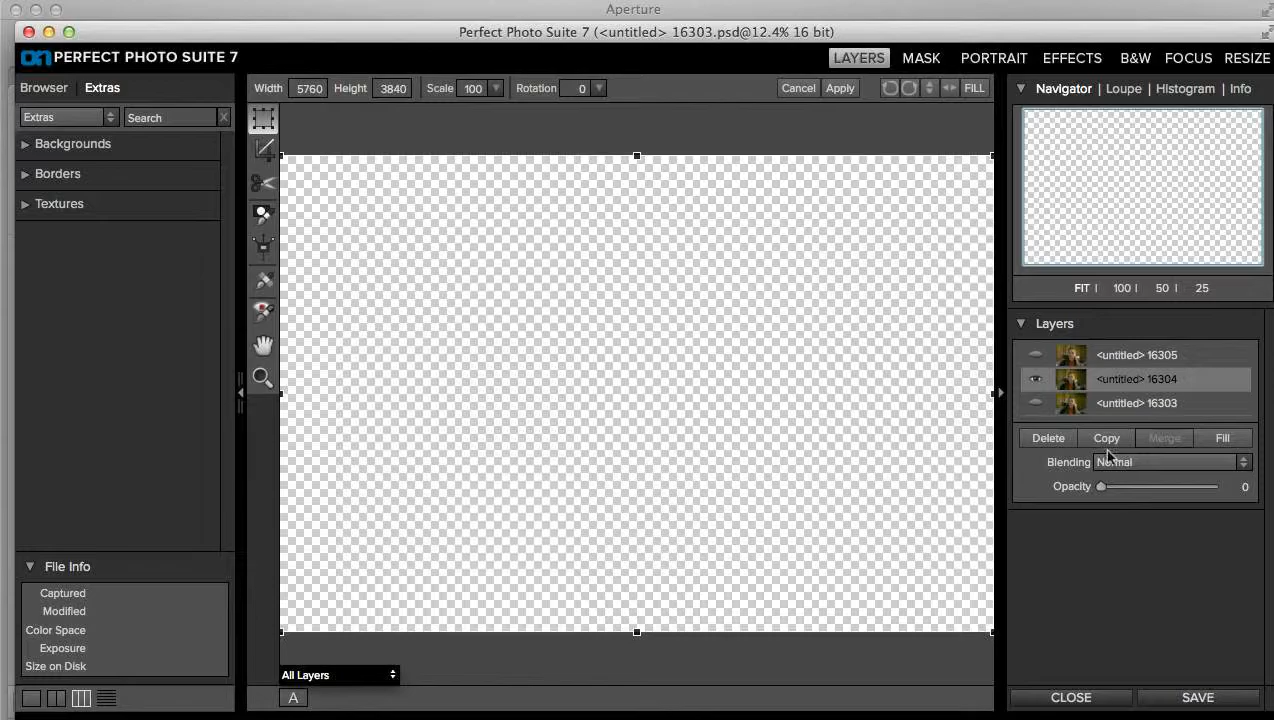 Aperture
Perfect Photo Suite 7 (<untitled> 16303.psd@12.4% 16 bit)
on PERFECT PHOTO SUITE 7
LAYERS MASK PORTRAIT EFFECTS B&W FOCUS RESIZE
Browser Extras
Width 5760 Height 3840 Scale 100 Rotation 0 Cancel Apply FILL
Navigator | Loupe | Histogram | Info
Extras Search X
Backgrounds
Borders
Textures
FIT | 100 | 50 | 25
Layers
<untitled> 16305
<untitled> 16304
<untitled> 16303
Delete Copy Merge Fill
Blending Normal
Opacity 0
File Info
Captured
Modified
Color Space
Exposure
Size on Disk
All Layers
A
CLOSE SAVE